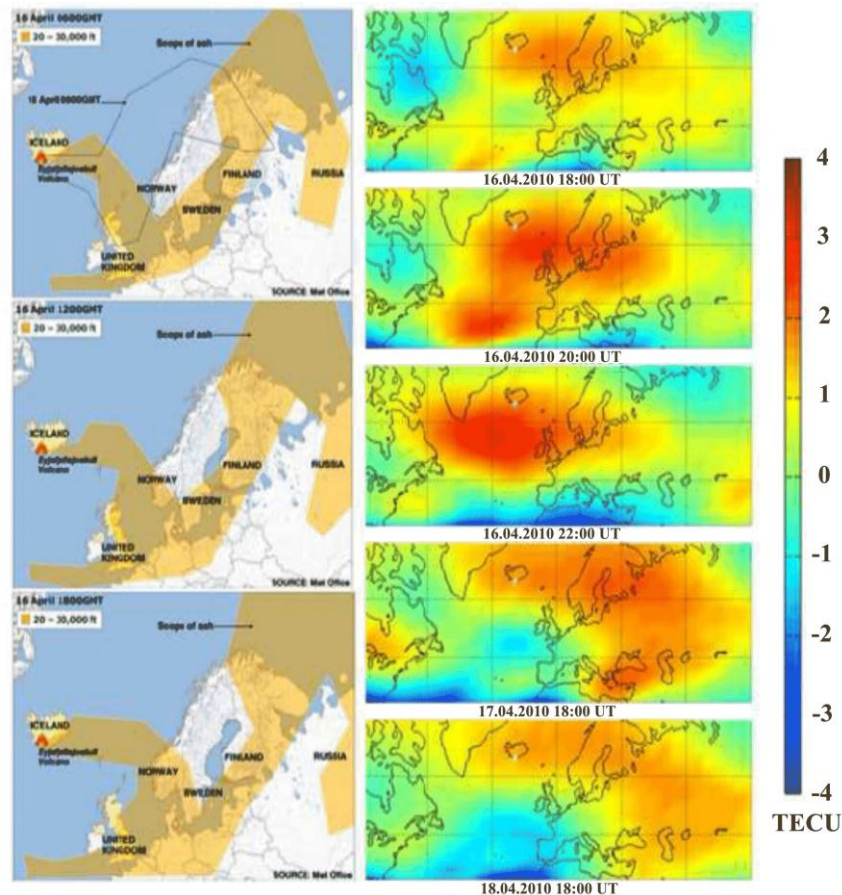 16 April 0600GMT
20 - 30,000 ft
Scope of ash
ICELAND
Eyjafjallajoekull
Volcano
NORWAY
FINLAND
RUSSIA
SWEDEN
UNITED
KINGDOM
SOURCE: Met Office
16 April 1200GMT
20 - 30,000 ft
Scope of ash
ICELAND
Eyjafjallajoekull
Volcano
FINLAND
RUSSIA
NORWAY
SWEDEN
UNITED
KINGDOM
SOURCE: Met Office
16 April 1800GMT
20 - 30,000 ft
Scope of ash
ICELAND
Eyjafjallajoekull
Volcano
FINLAND
RUSSIA
NORWAY
SWEDEN
UNITED
KINGDOM
SOURCE: Met Office
16.04.2010 18:00 UT
16.04.2010 20:00 UT
16.04.2010 22:00 UT
17.04.2010 18:00 UT
18.04.2010 18:00 UT
4
3
2
1
0
-1
-2
-3
-4
TECU